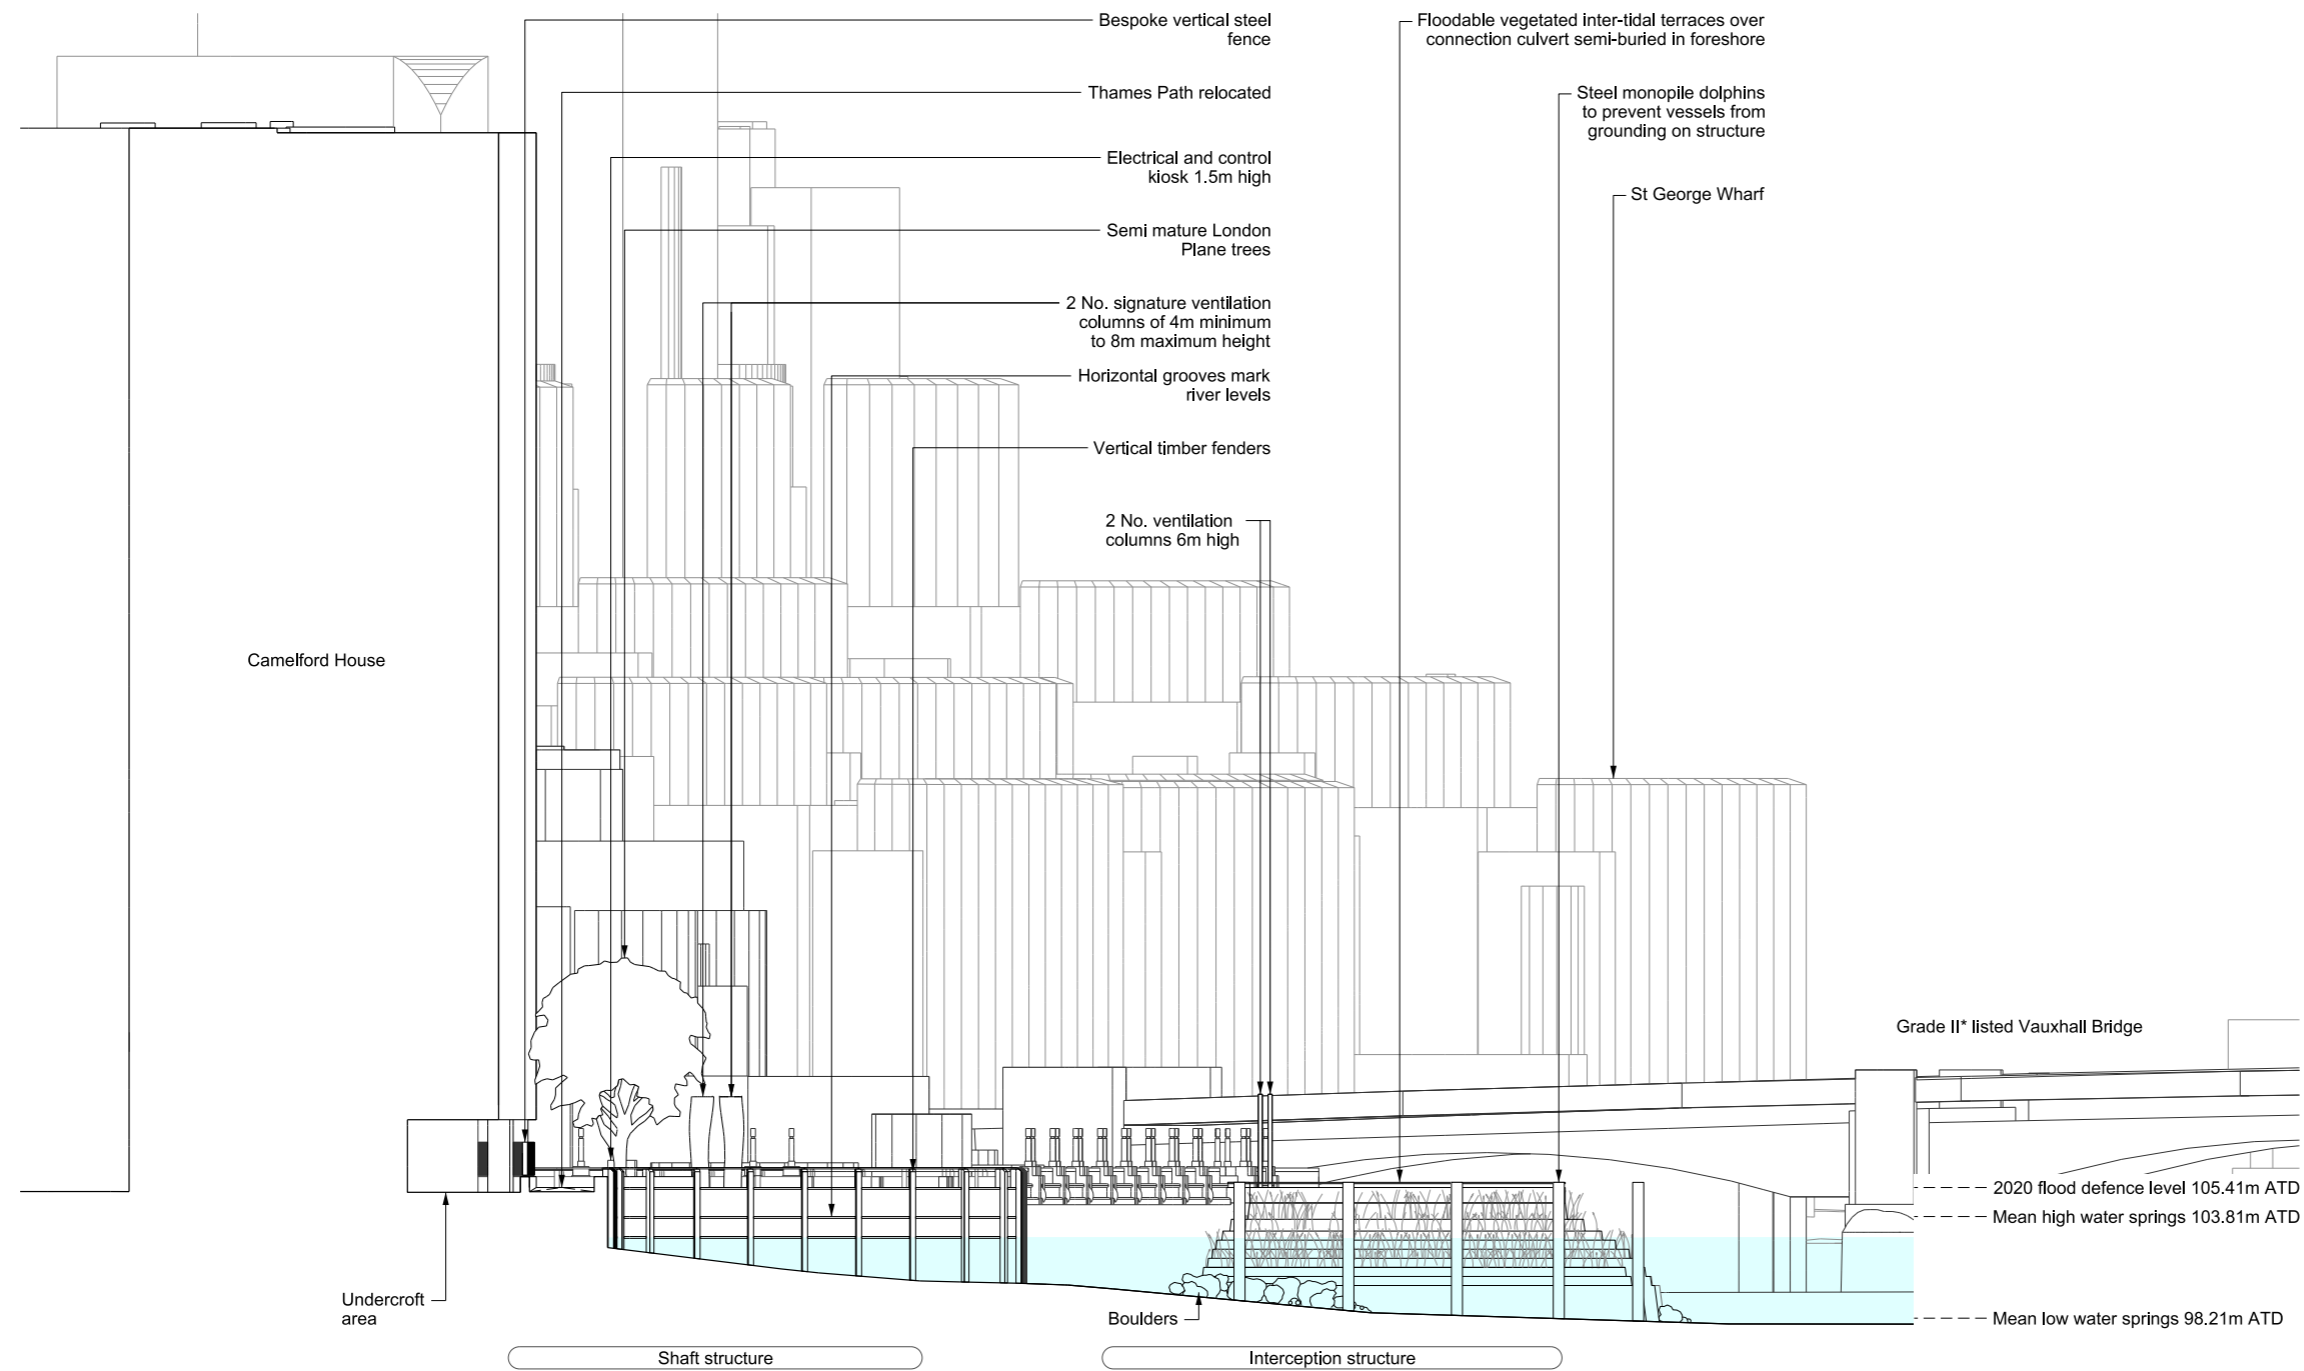 Bespoke vertical steel
fence
Thames Path relocated
Electrical and control
kiosk 1.5m high
Semi mature London
Plane trees
2 No. signature ventilation
columns of 4m minimum
to 8m maximum height
Horizontal grooves mark
river levels
Vertical timber fenders
2 No. ventilation
columns 6m high
Floodable vegetated inter-tidal terraces over
connection culvert semi-buried in foreshore
Steel monopile dolphins
to prevent vessels from
grounding on structure
St George Wharf
Camelford House
Grade II* listed Vauxhall Bridge
2020 flood defence level 105.41m ATD
Mean high water springs 103.81m ATD
Mean low water springs 98.21m ATD
Undercroft
area
Boulders
Shaft structure
Interception structure